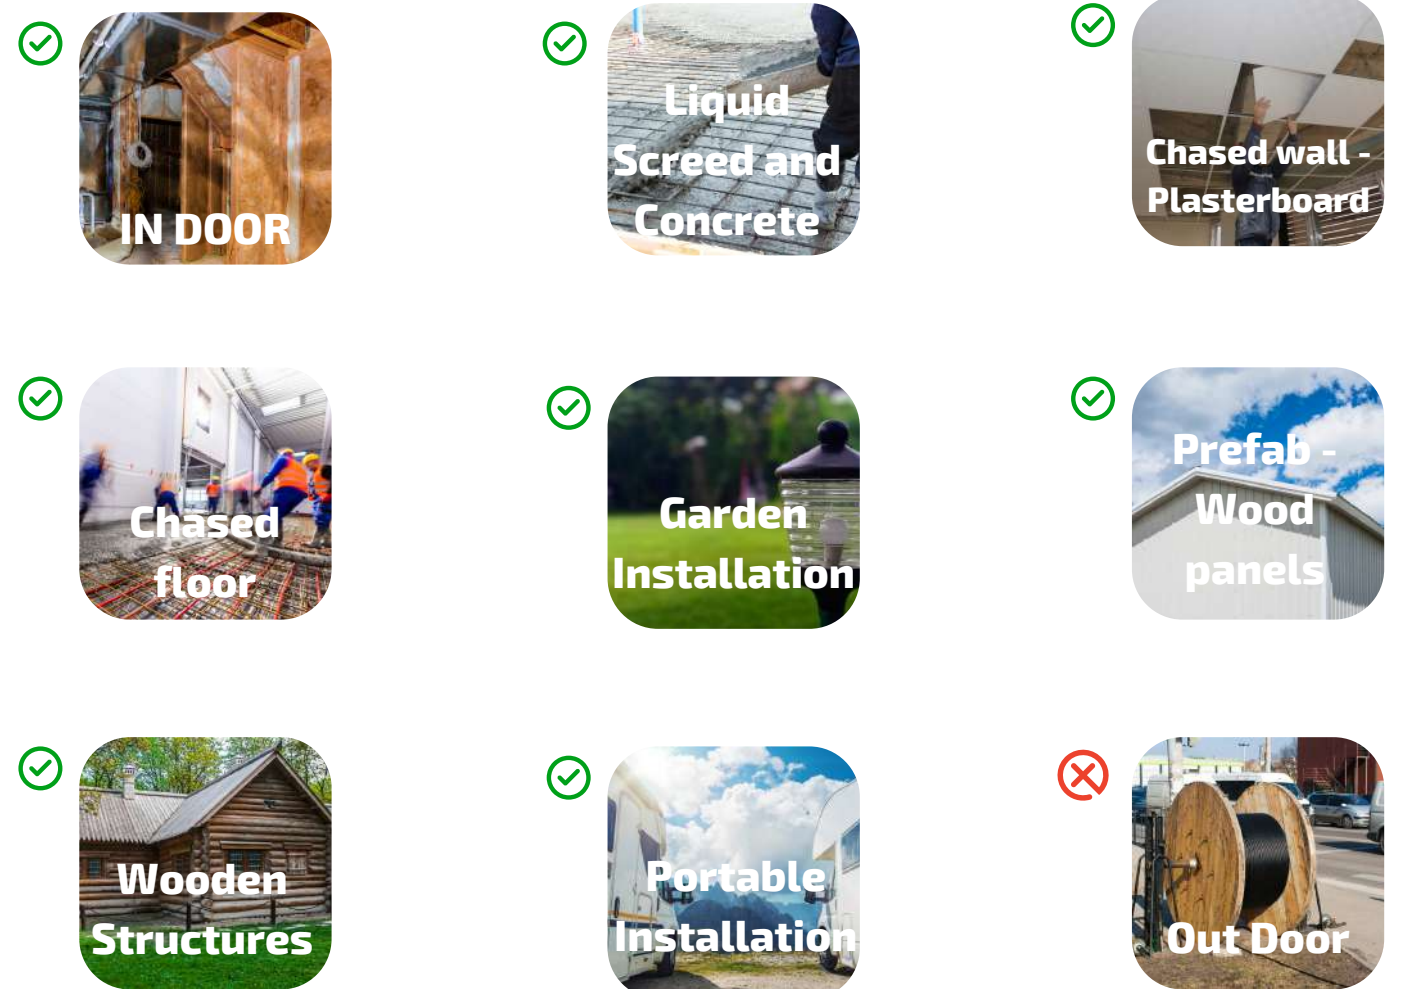 IN DOOR
Liquid
Screed and
Concrete
Chased wall -
Plasterboard
Chased
floor
Garden
Installation
Prefab -
Wood
panels
Wooden
Structures
Portable
Installation
Out Door